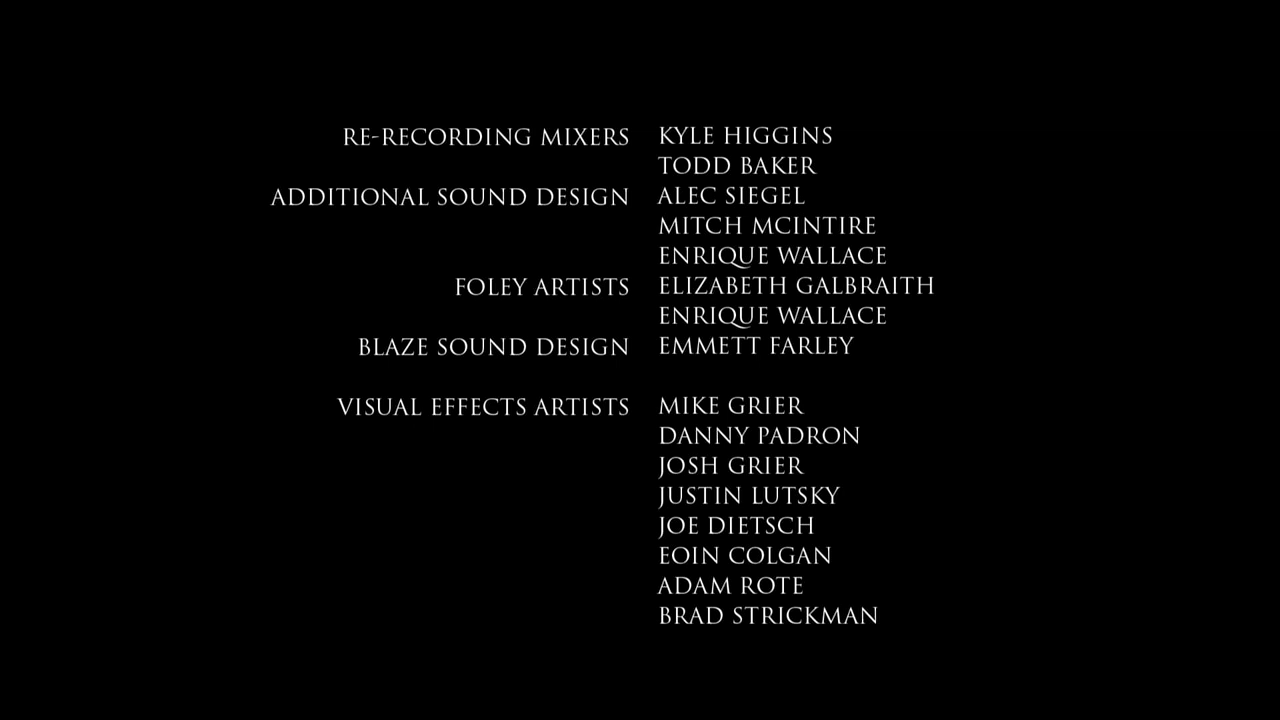 RE-RECORDING MIXERS KYLE HIGGINS
TODD BAKER
ADDITIONAL SOUND DESIGN ALEC SIEGEL
MITCH MCINTIRE
ENRIQUE WALLACE
FOLEY ARTISTS ELIZABETH GALBRAITH
ENRIQUE WALLACE
BLAZE SOUND DESIGN EMMETT FARLEY
VISUAL EFFECTS ARTISTS MIKE GRIER
DANNY PADRON
JOSH GRIER
JUSTIN LUTSKY
JOE DIETSCH
EOIN COLGAN
ADAM ROTE
BRAD STRICKMAN